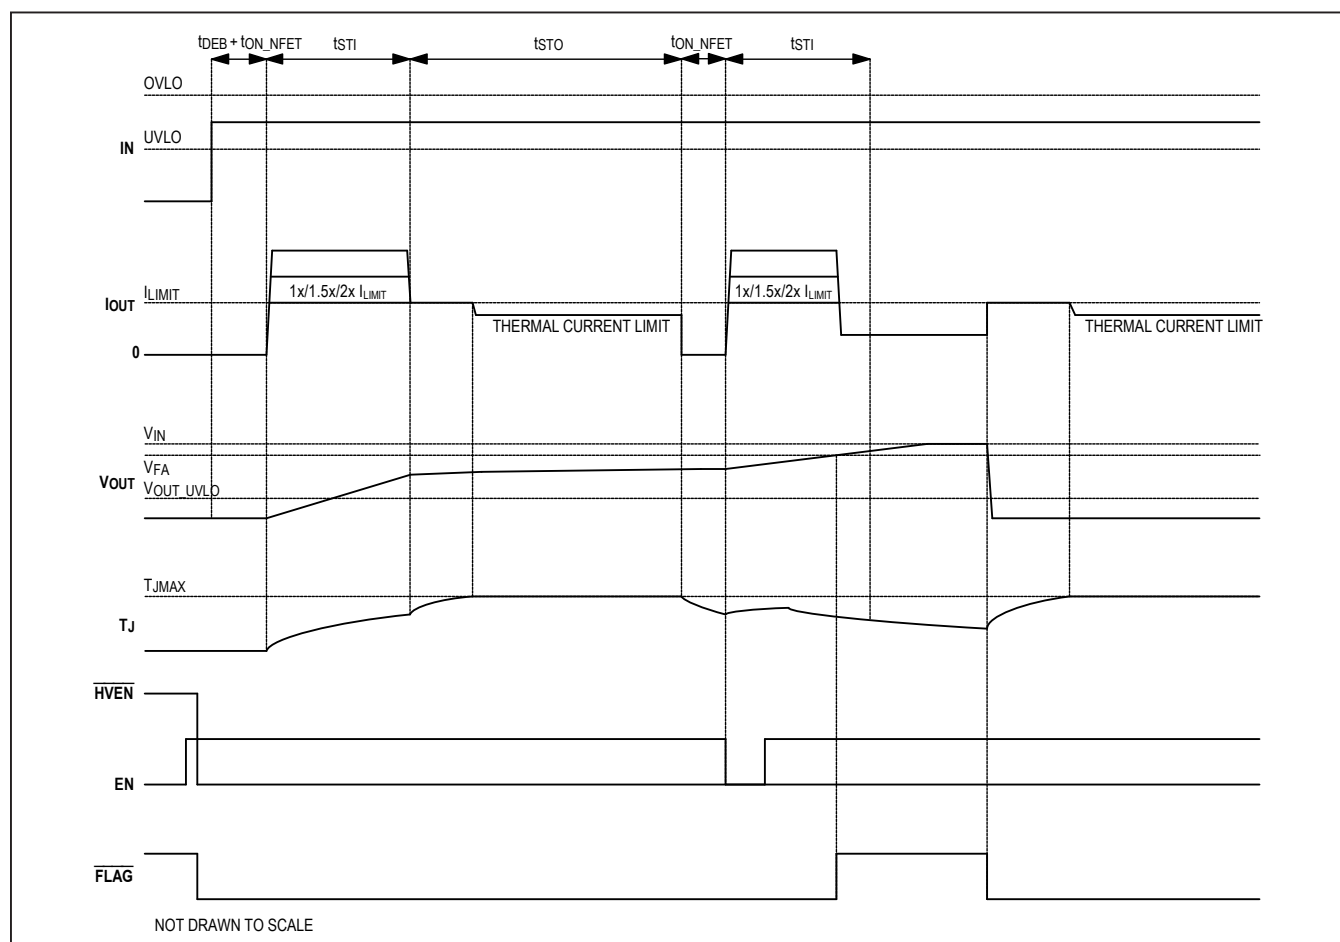 tDEB + tON_NFET tSTI tSTO tON_NFET tSTI
OVLO
UVLO
IN
ILIMIT
IOUT
1x/1.5x/2x ILIMIT 1x/1.5x/2x ILIMIT
THERMAL CURRENT LIMIT THERMAL CURRENT LIMIT
0
VIN
VFA
VOUT
VOUT_UVLO
TJMAX
TJ
HVEN
EN
FLAG
NOT DRAWN TO SCALE